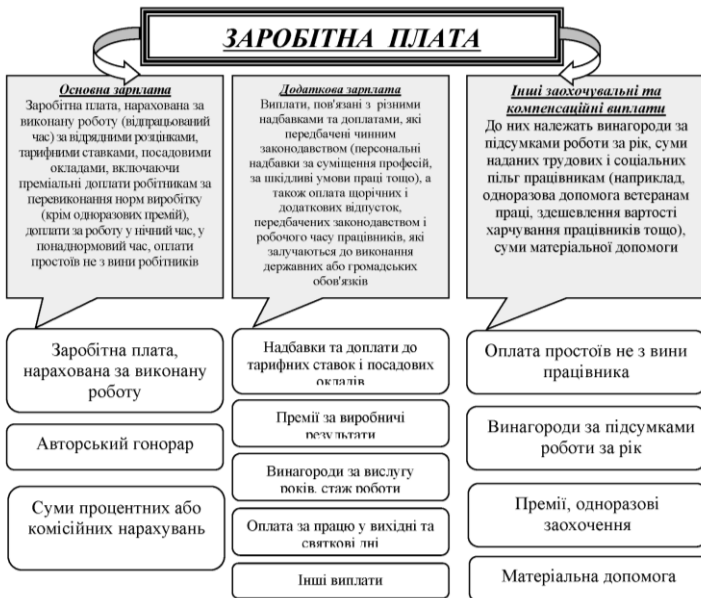 ЗАРОБІТНА ПЛАТА
Основна зарплата
Заробітна плата, нарахована за
виконану роботу (відпрацьований
час) за відрядними розцінками,
тарифними ставками, посадовими
окладами, включаючи
преміальні доплати робітникам за
перевиконання норм виробітку
(крім одноразових премій),
доплати за роботу у нічний час, у
понаднормовий час, оплати
простоїв не з вини робітників
Додаткова зарплата
Виплати, пов'язані з різними
надбавками та доплатами, які
передбачені чинним
законодавством (персональні
надбавки за суміщення професій,
за шкідливі умови праці тощо), а
також оплата щорічних і
додаткових відпусток,
передбачених законодавством і
робочого часу працівників, які
залучаються до виконання
державних або громадських
обов'язків
Інші заохочувальні та
компенсаційні виплати
До них належать винагороди за
підсумками роботи за рік, суми
наданих трудових і соціальних
пільг працівникам (наприклад,
одноразова допомога ветеранам
праці, здешевлення вартості
харчування працівників тощо),
суми матеріальної допомоги
Заробітна плата,
нарахована за виконану
роботу
Авторський гонорар
Суми процентних або
комісійних нарахувань
Надбавки та доплати до
тарифних ставок і посадових
окладів
Премії за виробничі
результати
Винагороди за вислугу
років, стаж роботи
Оплата за працю у вихідні та
святкові дні
Інші виплати
Оплата простоїв не з вини
працівника
Винагороди за підсумками
роботи за рік
Премії, одноразові
заохочення
Матеріальна допомога